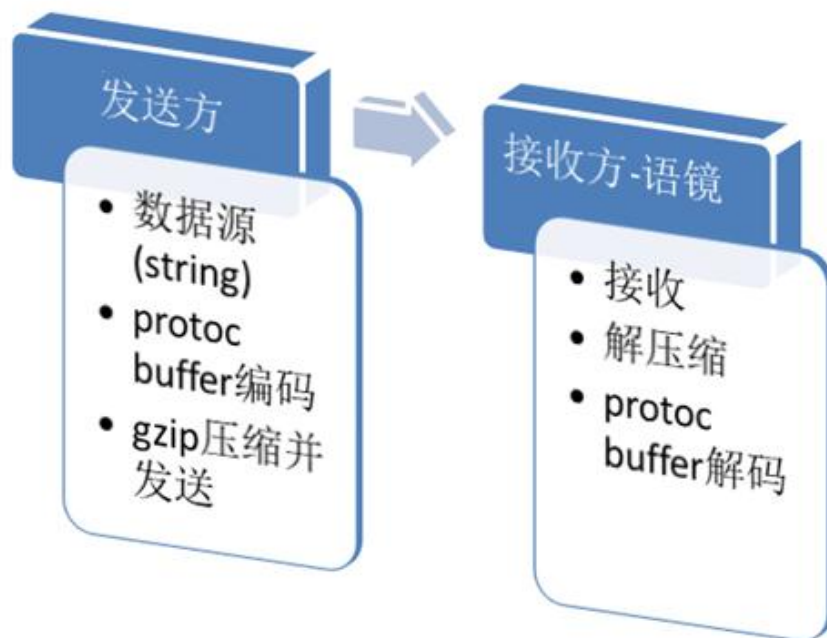 发送方
• 数据源
(string)
• protoc
buffer编码
• gzip压缩并
发送
接收方-语镜
• 接收
• 解压缩
• protoc
buffer解码